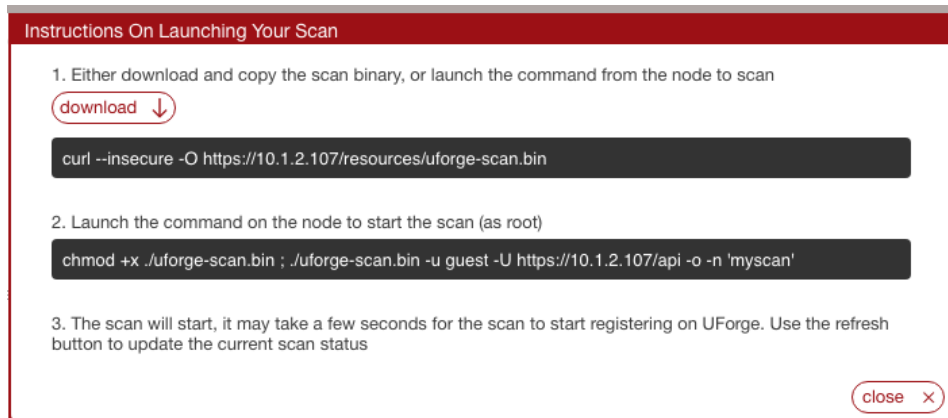 Instructions On Launching Your Scan
1. Either download and copy the scan binary, or launch the command from the node to scan
download
curl --insecure -O https://10.1.2.107/resources/uforge-scan.bin
2. Launch the command on the node to start the scan (as root)
chmod +x ./uforge-scan.bin ; ./uforge-scan.bin -u guest -U https://10.1.2.107/api -o -n 'myscan'
3. The scan will start, it may take a few seconds for the scan to start registering on UForge. Use the refresh
button to update the current scan status
close